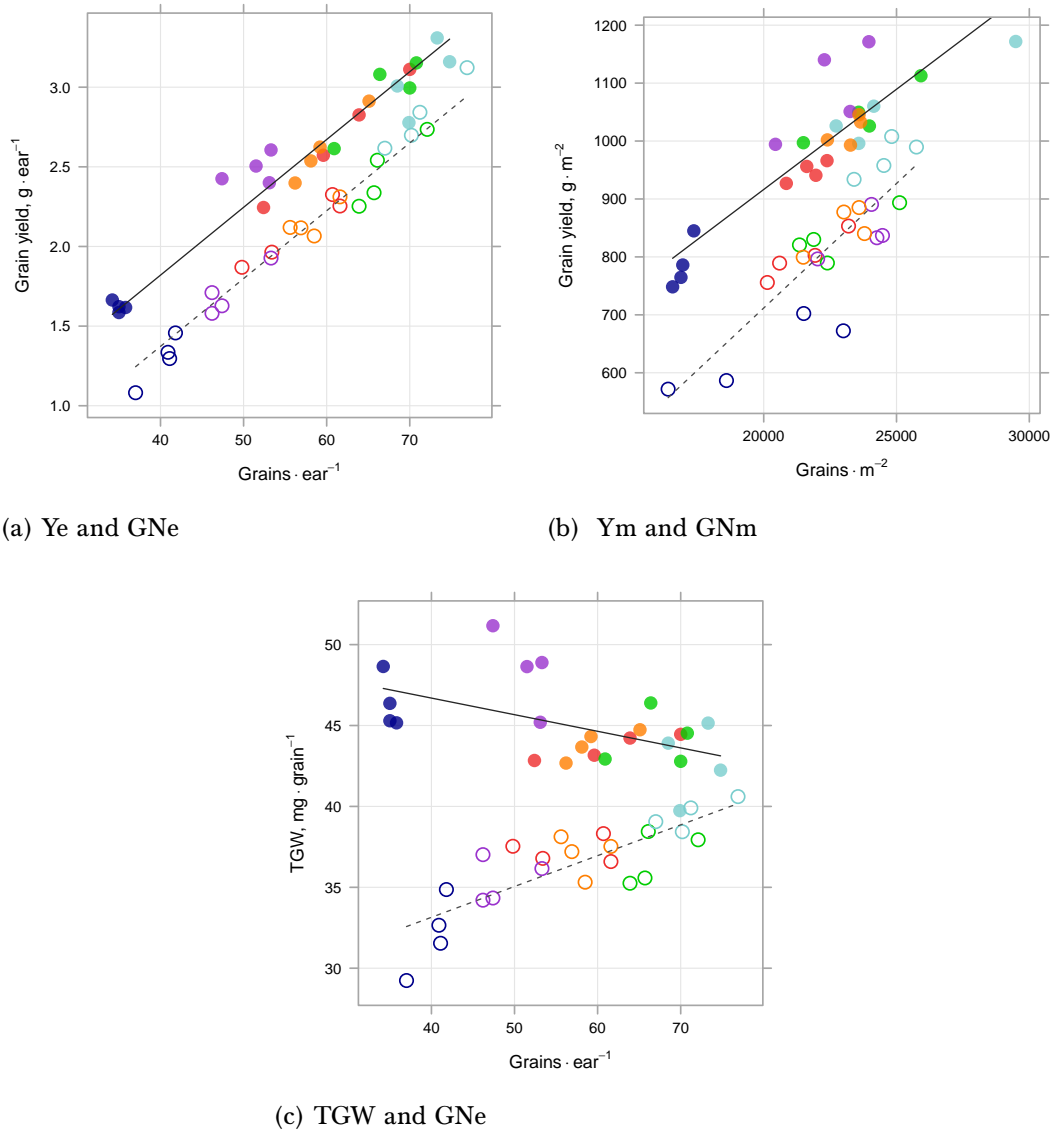 3.0
2.5
2.0
1.5
1.0
Grain yield, g · ear⁻¹
40 50 60 70
Grains · ear⁻¹
1200
1100
1000
900
800
700
600
Grain yield, g · m⁻²
20000 25000 30000
Grains · m⁻²
(a) Ye and GNe
(b) Ym and GNm
50
45
40
35
30
TGW, mg · grain⁻¹
40 50 60 70
Grains · ear⁻¹
(c) TGW and GNe